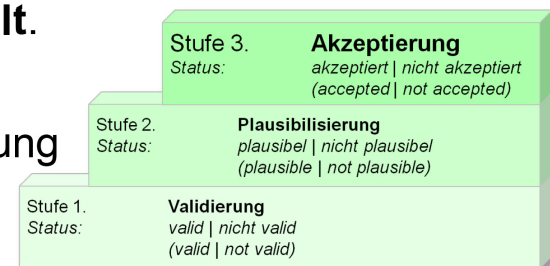 lt.
Stufe 3. Akzeptierung
Status: akzeptiert | nicht akzeptiert
(accepted | not accepted)
ung
Stufe 2. Plausibilisierung
Status: plausibel | nicht plausibel
(plausible | not plausible)
Stufe 1. Validierung
Status: valid | nicht valid
(valid | not valid)